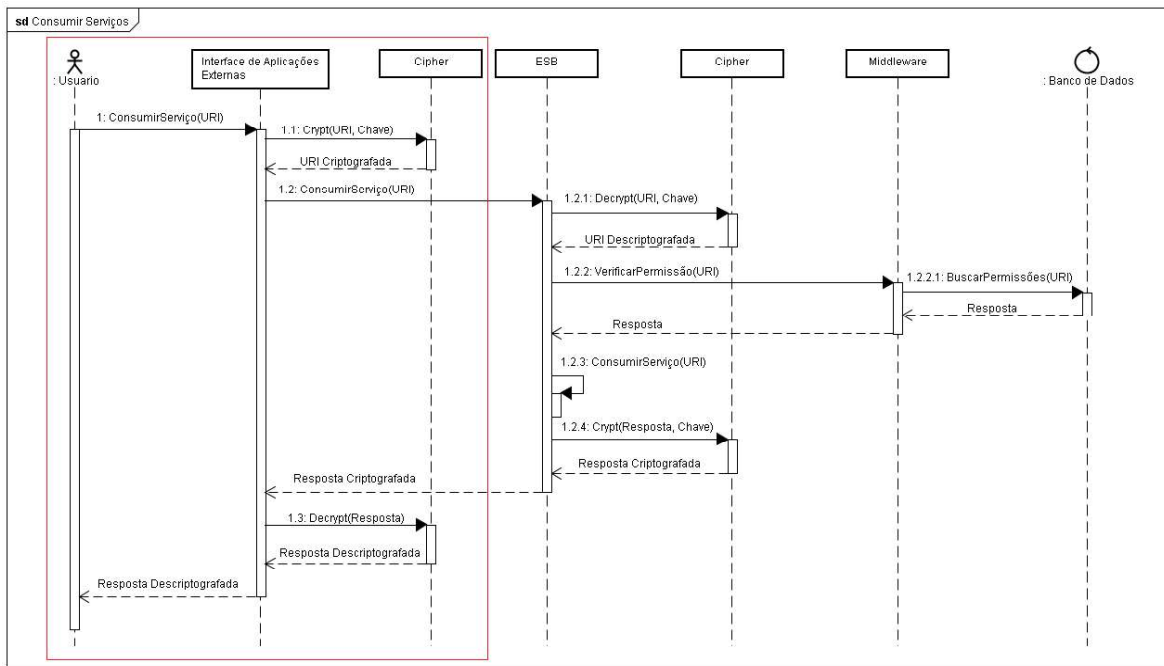 sd Consumir Serviços
: Usuario
Interface de Aplicações
Externas
Cipher
ESB
Cipher
Middleware
: Banco de Dados
1: ConsumirServiço(URI)
1.1: Crypt(URI, Chave)
URI Criptografada
1.2: ConsumirServiço(URI)
1.2.1: Decrypt(URI, Chave)
URI Descriptografada
1.2.2: VerificarPermissão(URI)
1.2.2.1: BuscarPermissões(URI)
Resposta
Resposta
1.2.3: ConsumirServiço(URI)
1.2.4: Crypt(Resposta, Chave)
Resposta Criptografada
Resposta Criptografada
1.3: Decrypt(Resposta)
Resposta Descriptografada
Resposta Descriptografada